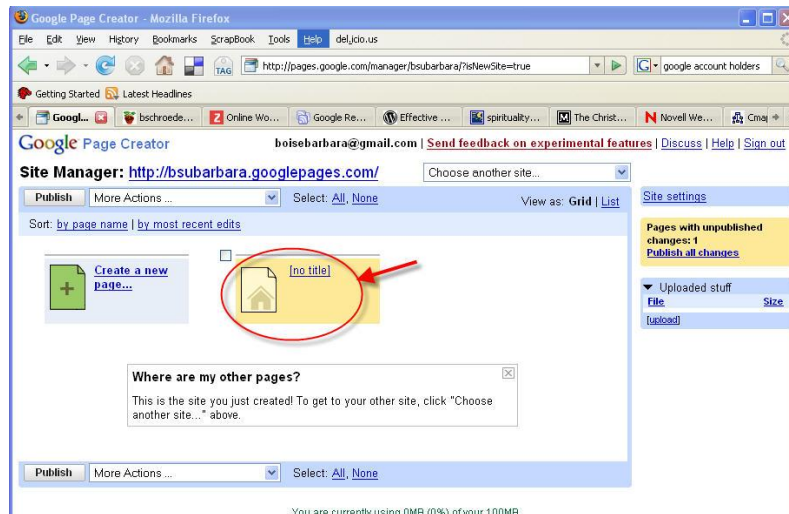 Google Page Creator - Mozilla Firefox
File Edit View History Bookmarks ScrapBook Tools Help del.icio.us
TAG http://pages.google.com/manager/bsubarbara/?isNewSite=true G google account holders
Getting Started Latest Headlines
Googl... bschroede... Online Wo... Google Re... Effective ... spirituality... The Christ... Novell We... Cmap
Google Page Creator boisebarbara@gmail.com | Send feedback on experimental features | Discuss | Help | Sign out
Site Manager: http://bsubarbara.googlepages.com/ Choose another site...
Publish More Actions ... Select: All, None View as: Grid | List
Site settings
Sort: by page name | by most recent edits
Pages with unpublished
changes: 1
Publish all changes
Create a new
page...
[no title]
Uploaded stuff
File Size
[upload]
Where are my other pages?
This is the site you just created! To get to your other site, click "Choose
another site..." above.
Publish More Actions ... Select: All, None
You are currently using 0MB (0%) of your 100MB